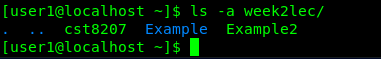 [user1@localhost ~]$ ls -a week2lec/
.  ..  cst8207  Example  Example2
[user1@localhost ~]$